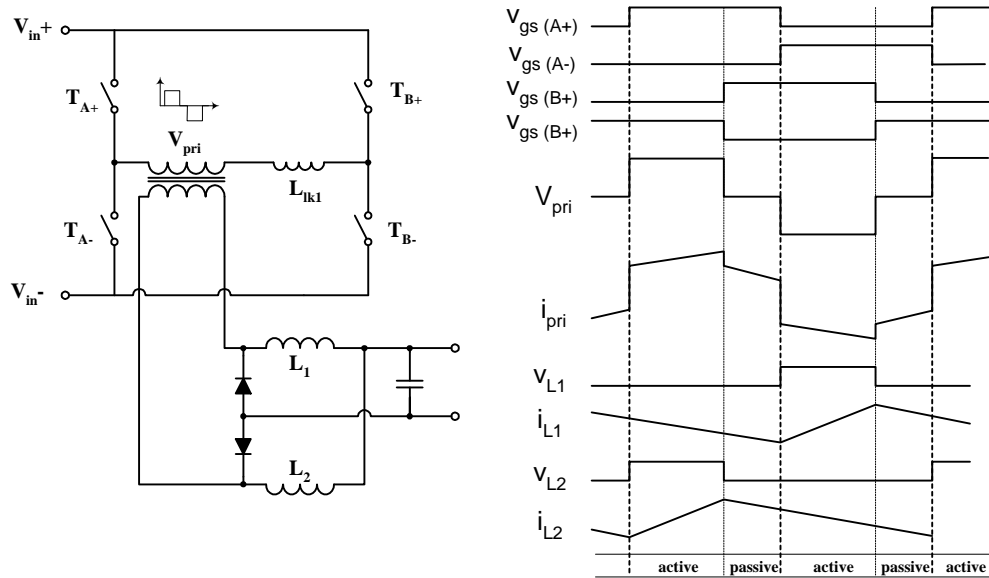 Vin+
TA+
TB+
Vpri
Llk1
TA-
TB-
Vin-
L1
L2
vgs (A+)
vgs (A-)
vgs (B+)
vgs (B+)
Vpri
ipri
vL1
iL1
vL2
iL2
active passive active passive active